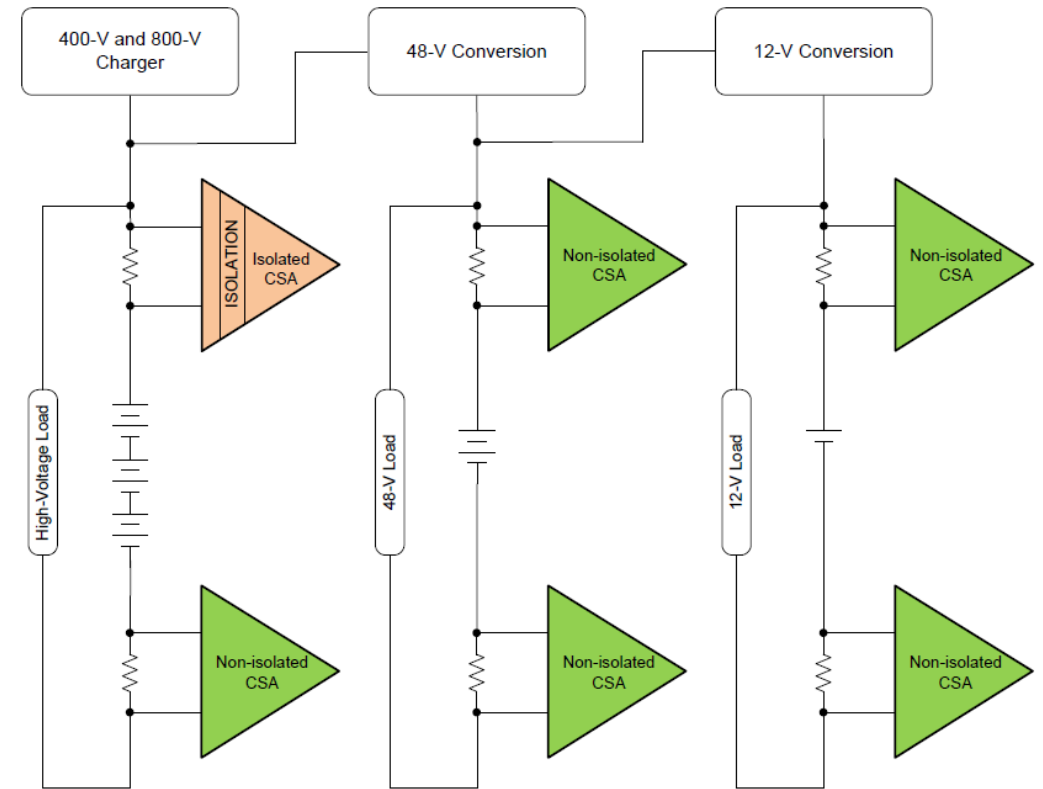 400-V and 800-V
Charger
48-V Conversion
12-V Conversion
ISOLATION
Isolated
CSA
Non-isolated
CSA
Non-isolated
CSA
High-Voltage Load
48-V Load
12-V Load
Non-isolated
CSA
Non-isolated
CSA
Non-isolated
CSA